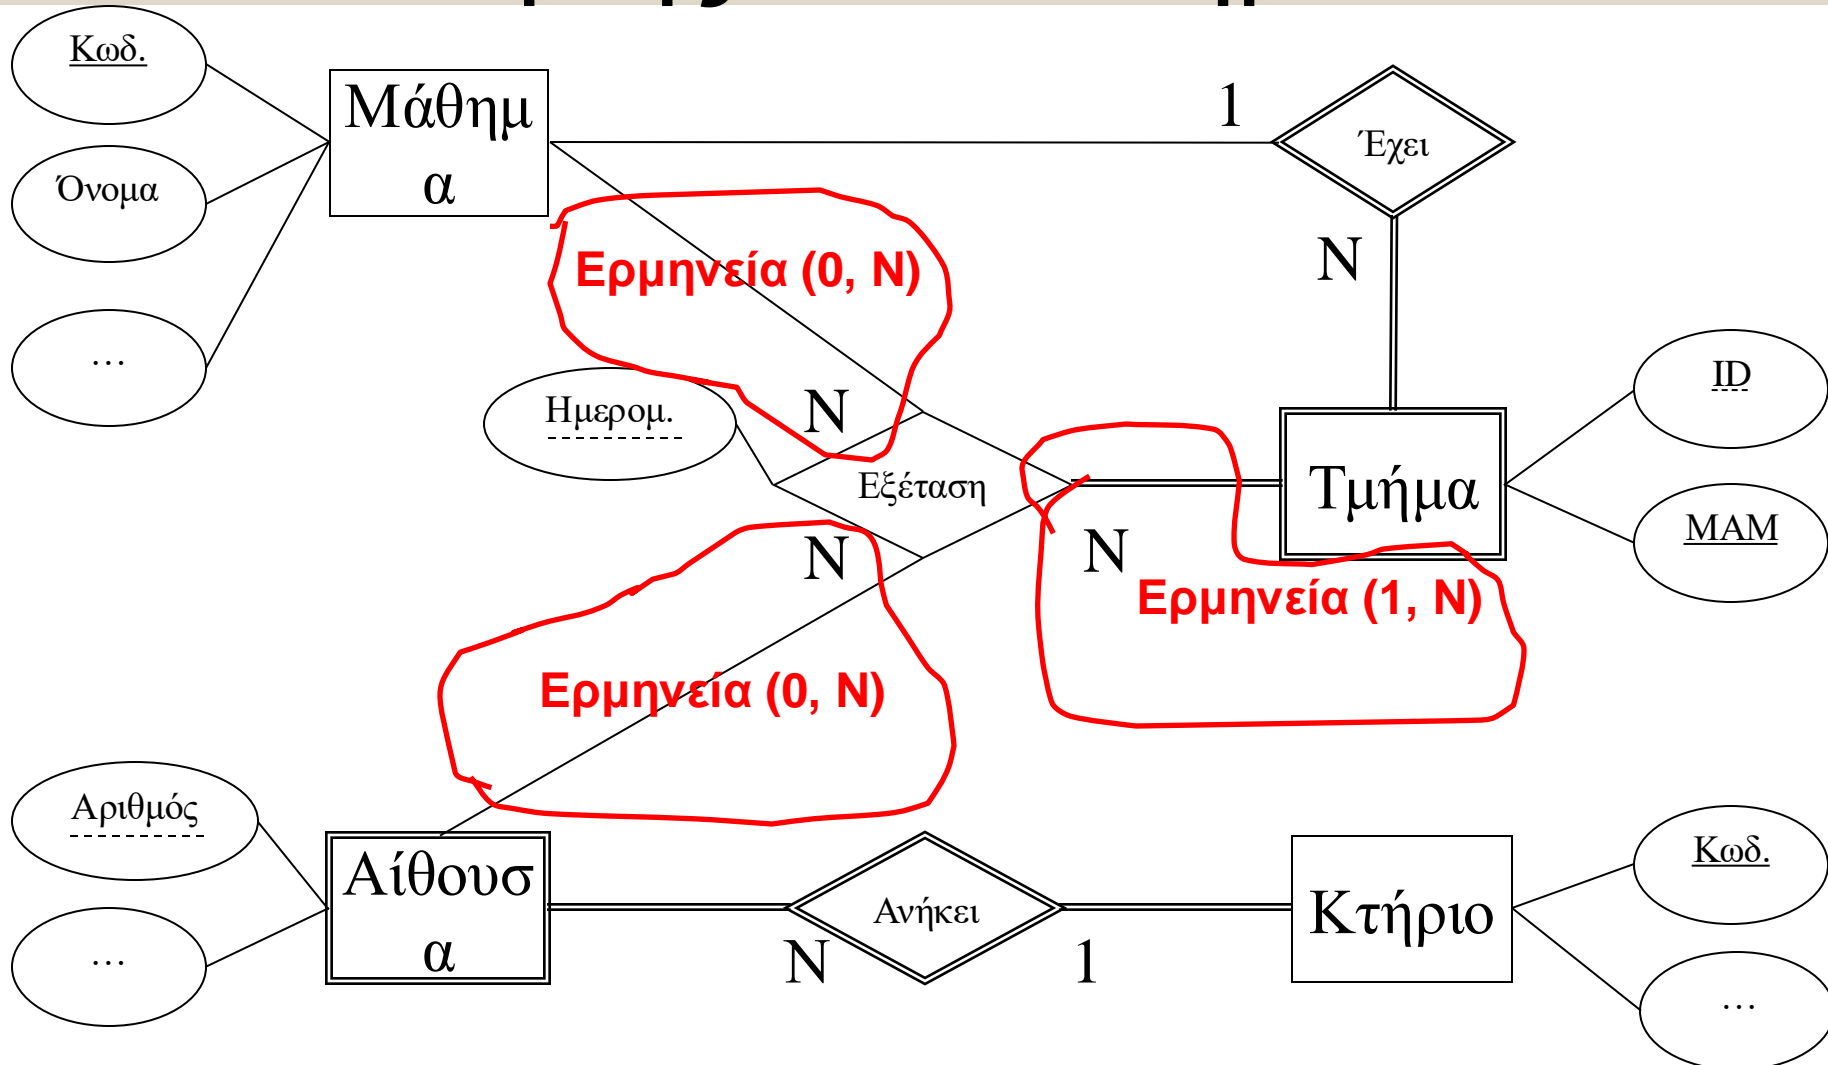 Κωδ.
Όνομα
…
Μάθημ
α
1
Έχει
N
Ερμηνεία (0, N)
Ημερομ.
N
Εξέταση
N
N
Τμήμα
ID
MAM
Ερμηνεία (1, N)
Ερμηνεία (0, N)
Αριθμός
…
Αίθουσ
α
N
Ανήκει
1
Κτήριο
Κωδ.
…